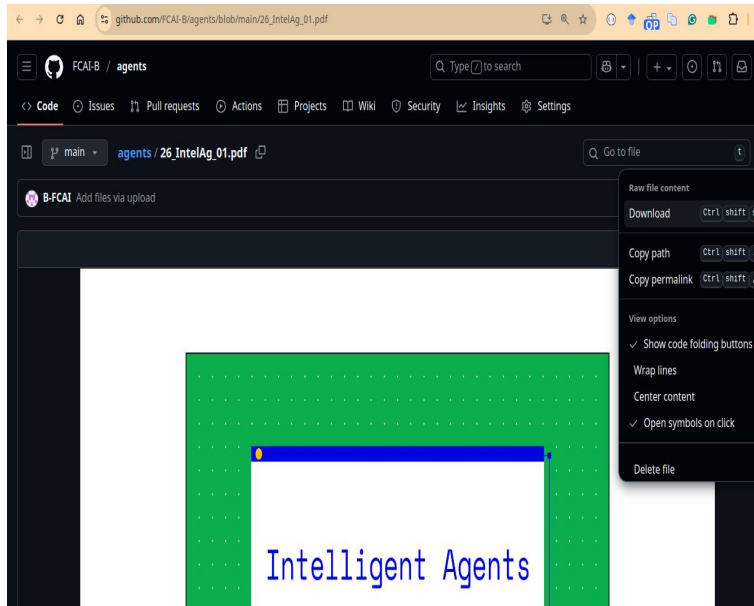 github.com/FCAI-B/agents/blob/main/26_IntelAg_01.pdf
FCAI-B / agents
Type / to search
Code Issues Pull requests Actions Projects Wiki Security Insights Settings
main agents / 26_IntelAg_01.pdf
Go to file t
B-FCAI Add files via upload
Raw file content
Download Ctrl shift s
Copy path Ctrl shift .
Copy permalink Ctrl shift ,
View options
Show code folding buttons
Wrap lines
Center content
Open symbols on click
Delete file
Intelligent Agents